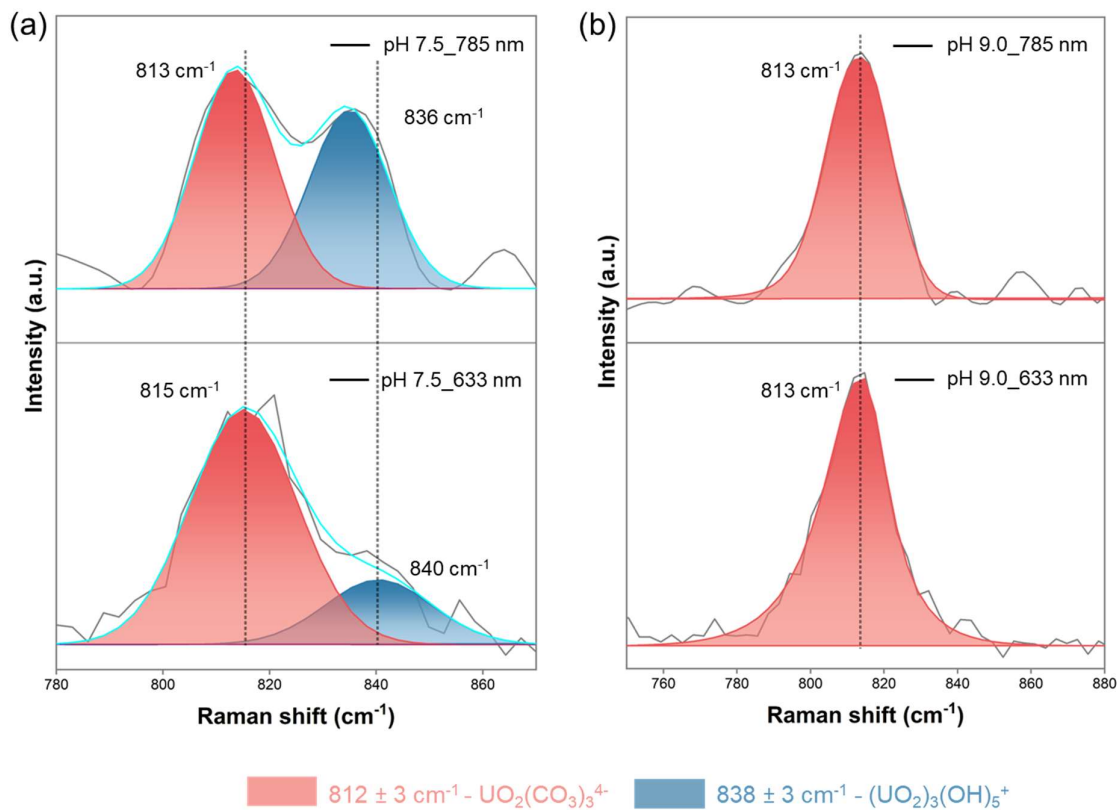 (a)
pH 7.5_785 nm
813 cm⁻¹
836 cm⁻¹
pH 7.5_633 nm
815 cm⁻¹
840 cm⁻¹
Intensity (a.u.)
780 800 820 840 860
Raman shift (cm⁻¹)
(b)
pH 9.0_785 nm
813 cm⁻¹
pH 9.0_633 nm
813 cm⁻¹
Intensity (a.u.)
760 780 800 820 840 860 880
Raman shift (cm⁻¹)
812 ± 3 cm⁻¹ - UO₂(CO₃)₃⁴⁻
838 ± 3 cm⁻¹ - (UO₂)₃(OH)₅⁺